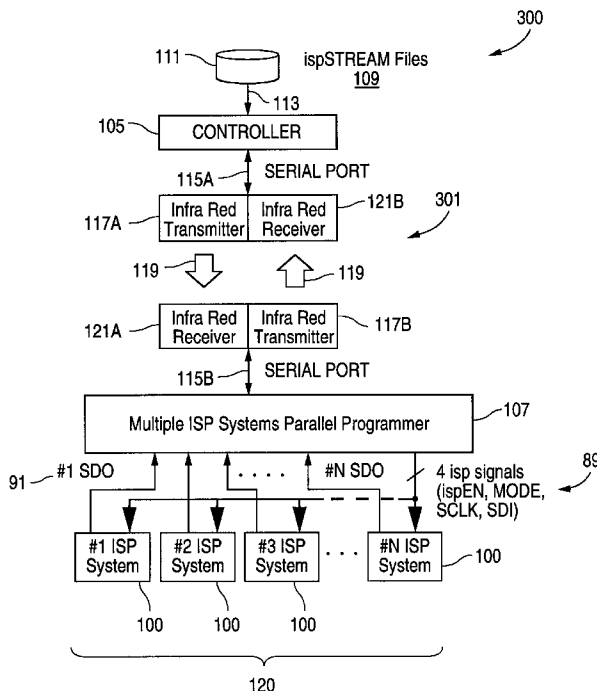 300
111
ispSTREAM Files
109
113
105
CONTROLLER
115A
SERIAL PORT
117A
Infra Red
Transmitter
Infra Red
Receiver
121B
301
119
119
121A
Infra Red
Receiver
Infra Red
Transmitter
117B
115B
SERIAL PORT
Multiple ISP Systems Parallel Programmer
107
91
#1 SDO
. . . .
#N SDO
4 isp signals
(ispEN, MODE,
SCLK, SDI)
89
#1 ISP
System
#2 ISP
System
#3 ISP
System
. . .
#N ISP
System
100
100
100
100
120